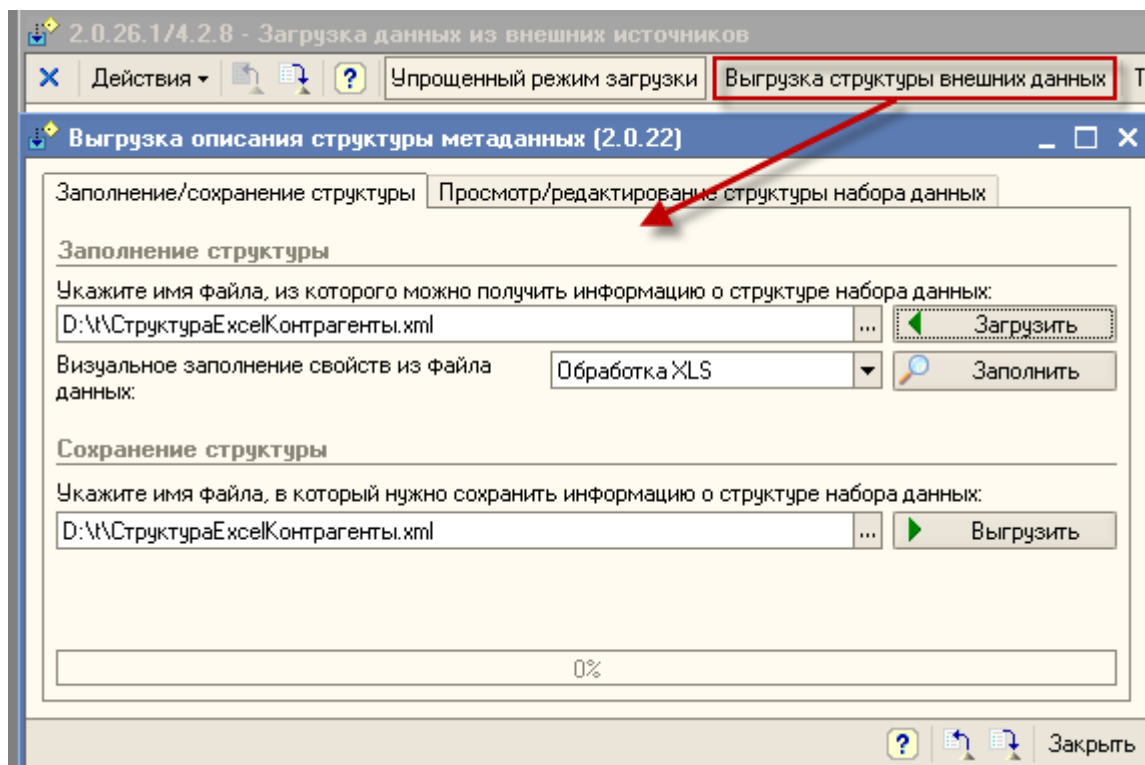 2.0.26.1/4.2.8 - Загрузка данных из внешних источников
Действия ? Упрощенный режим загрузки Выгрузка структуры внешних данных Т
Выгрузка описания структуры метаданных (2.0.22)
Заполнение/сохранение структуры Просмотр/редактирование структуры набора данных
Заполнение структуры
Укажите имя файла, из которого можно получить информацию о структуре набора данных:
D:\t\СтруктураExcelКонтрагенты.xml ... Загрузить
Визуальное заполнение свойств из файла
данных:
Обработка XLS Заполнить
Сохранение структуры
Укажите имя файла, в который нужно сохранить информацию о структуре набора данных:
D:\t\СтруктураExcelКонтрагенты.xml ... Выгрузить
0%
? Закрыть